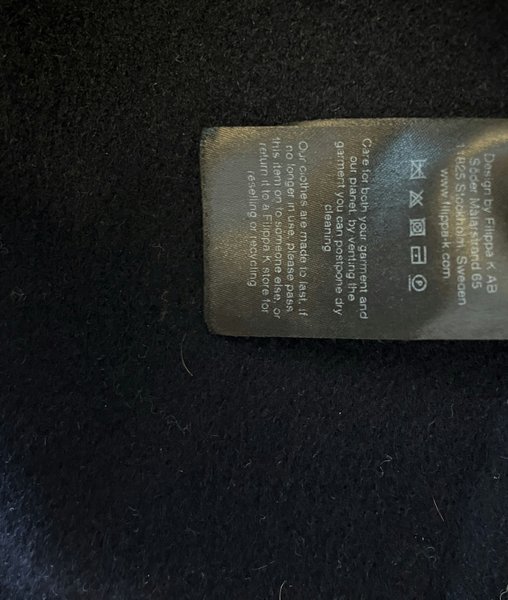 Design by Filippa K AB
Söder Mälarstrand 65
11825 Stockholm, Sweden
www.filippa-k.com
Care for both your garment and
our planet, by venting the
garment you can postpone dry
cleaning
Our clothes are made to last. If
no longer in use, please pass
this item on to someone else, or
return it to a Filippa K store for
reselling or recycling